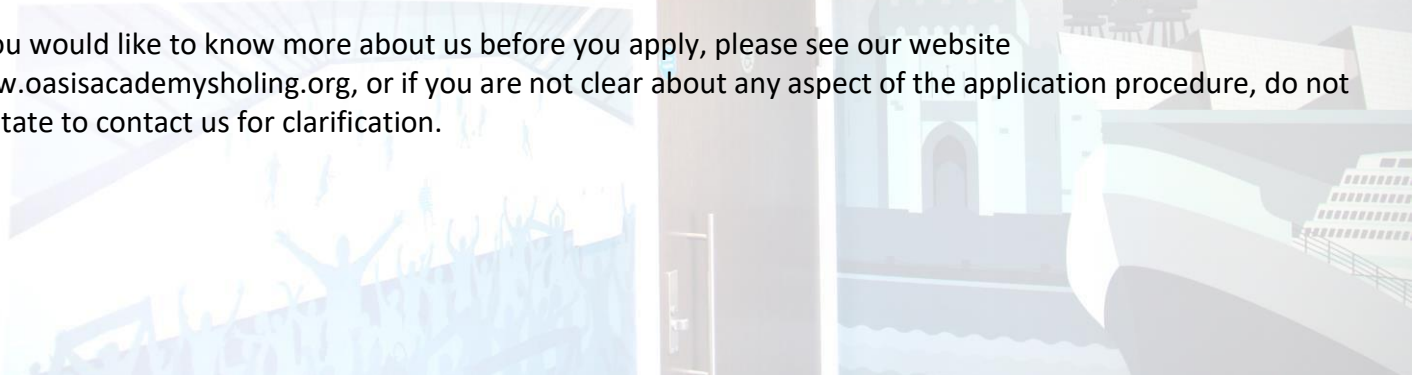 ou would like to know more about us before you apply, please see our website
w.oasisacademysholing.org, or if you are not clear about any aspect of the application procedure, do not
tate to contact us for clarification.